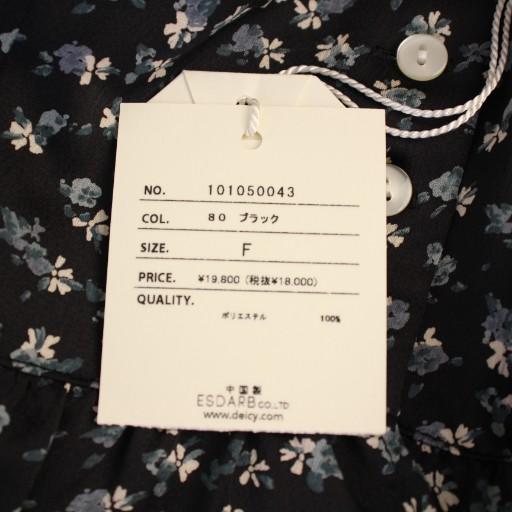 NO. 101050043
COL. 80 ブラック
SIZE. F
PRICE. ¥19,800 (税抜¥18,000)
QUALITY.
ポリエステル 100%
中国製
ESDARB CO.,LTD
www.deicy.com